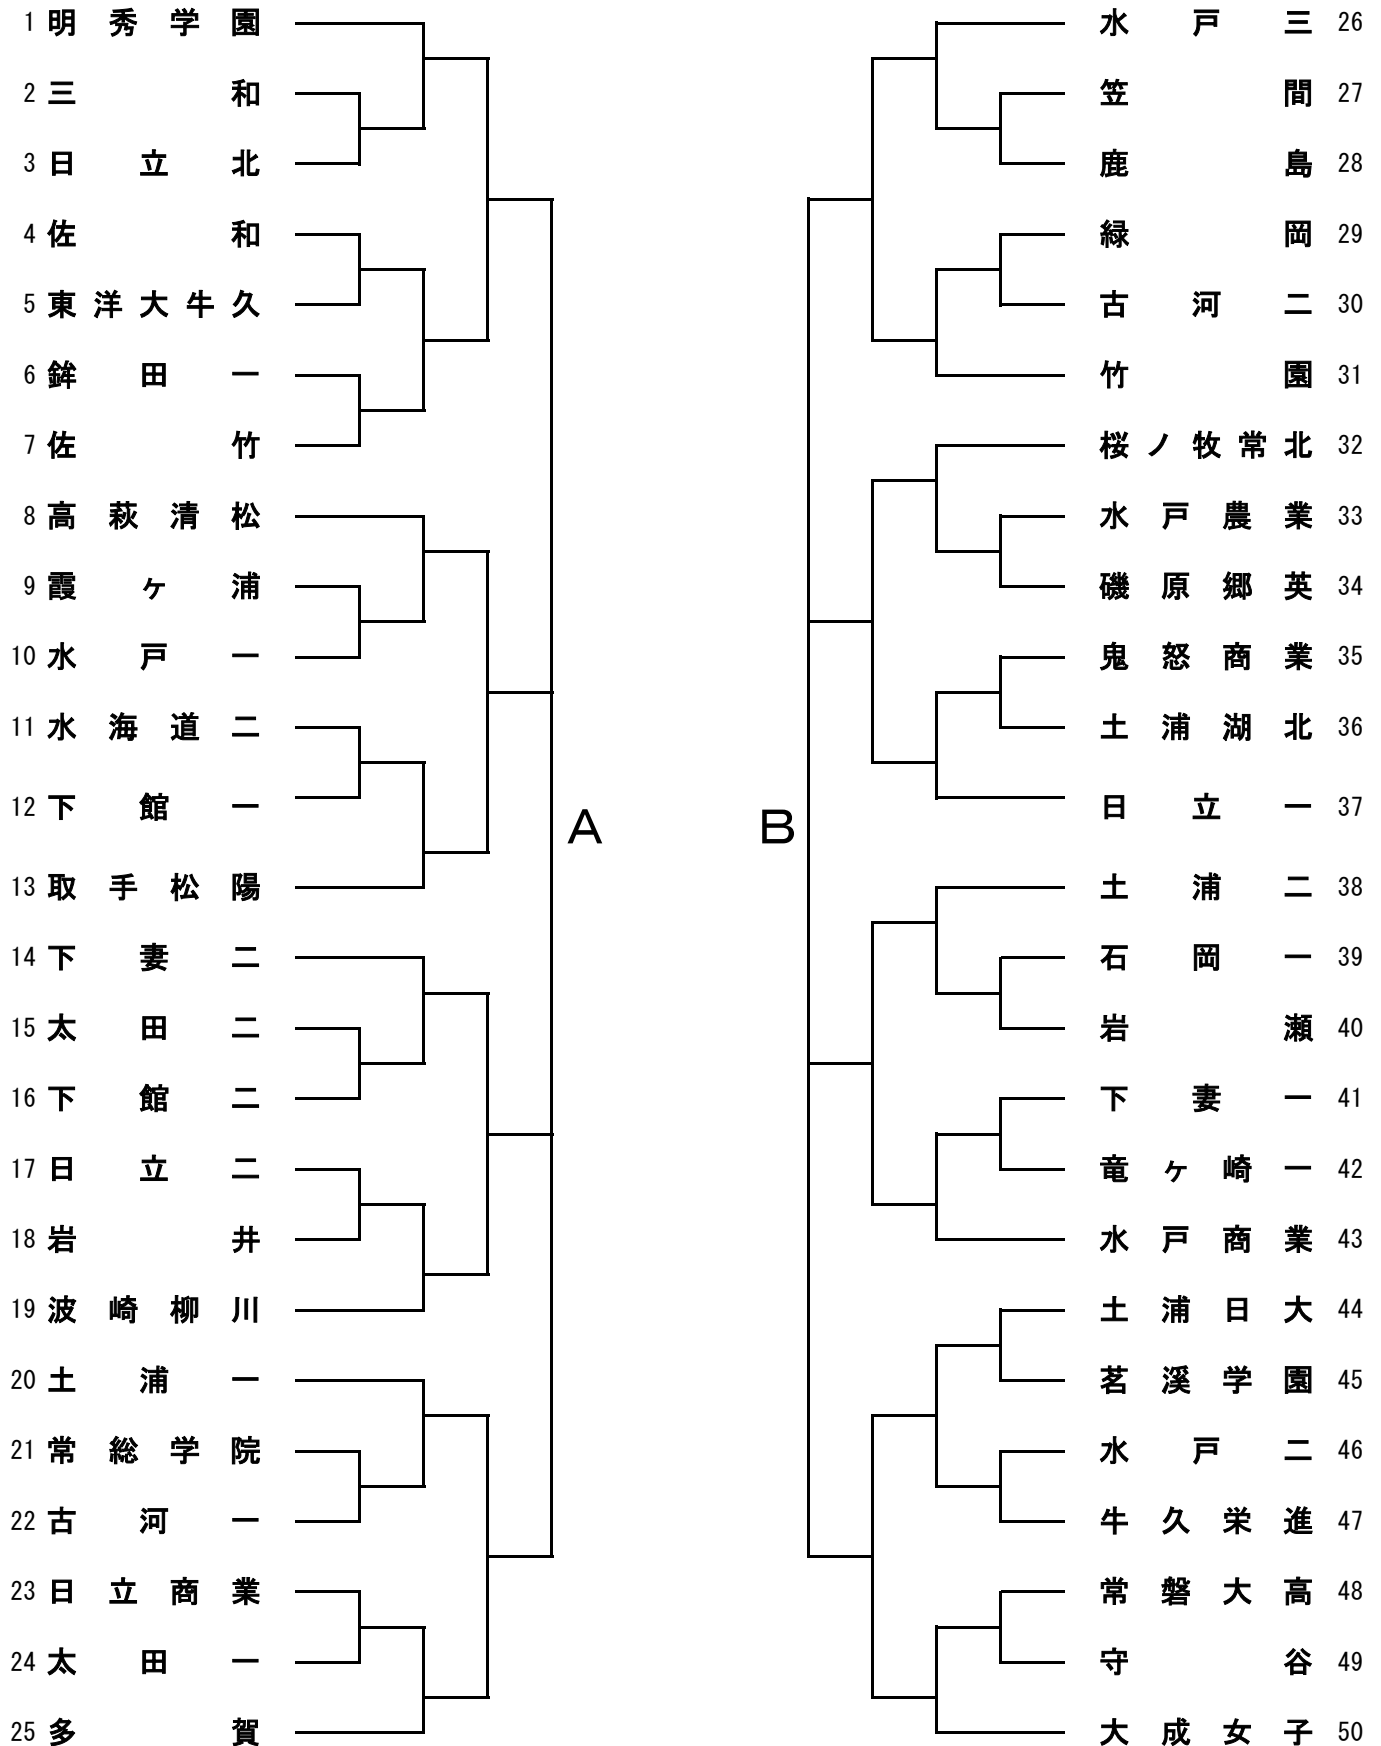 1 明秀学園
2 三和
3 日立北
4 佐和
5 東洋大牛久
6 鉾田一
7 佐竹
8 高萩清松
9 霞ヶ浦
10 水戸一
11 水海道二
12 下館一
13 取手松陽
14 下妻二
15 太田二
16 下館二
17 日立二
18 岩井
19 波崎柳川
20 土浦一
21 常総学院
22 古河一
23 日立商業
24 太田一
25 多賀
A
B
水戸三 26
笠間 27
鹿島 28
緑岡 29
古河二 30
竹園 31
桜ノ牧常北 32
水戸農業 33
磯原郷英 34
鬼怒商業 35
土浦湖北 36
日立一 37
土浦二 38
石岡一 39
岩瀬 40
下妻一 41
竜ヶ崎一 42
水戸商業 43
土浦日大 44
茗溪学園 45
水戸二 46
牛久栄進 47
常磐大高 48
守谷 49
大成女子 50